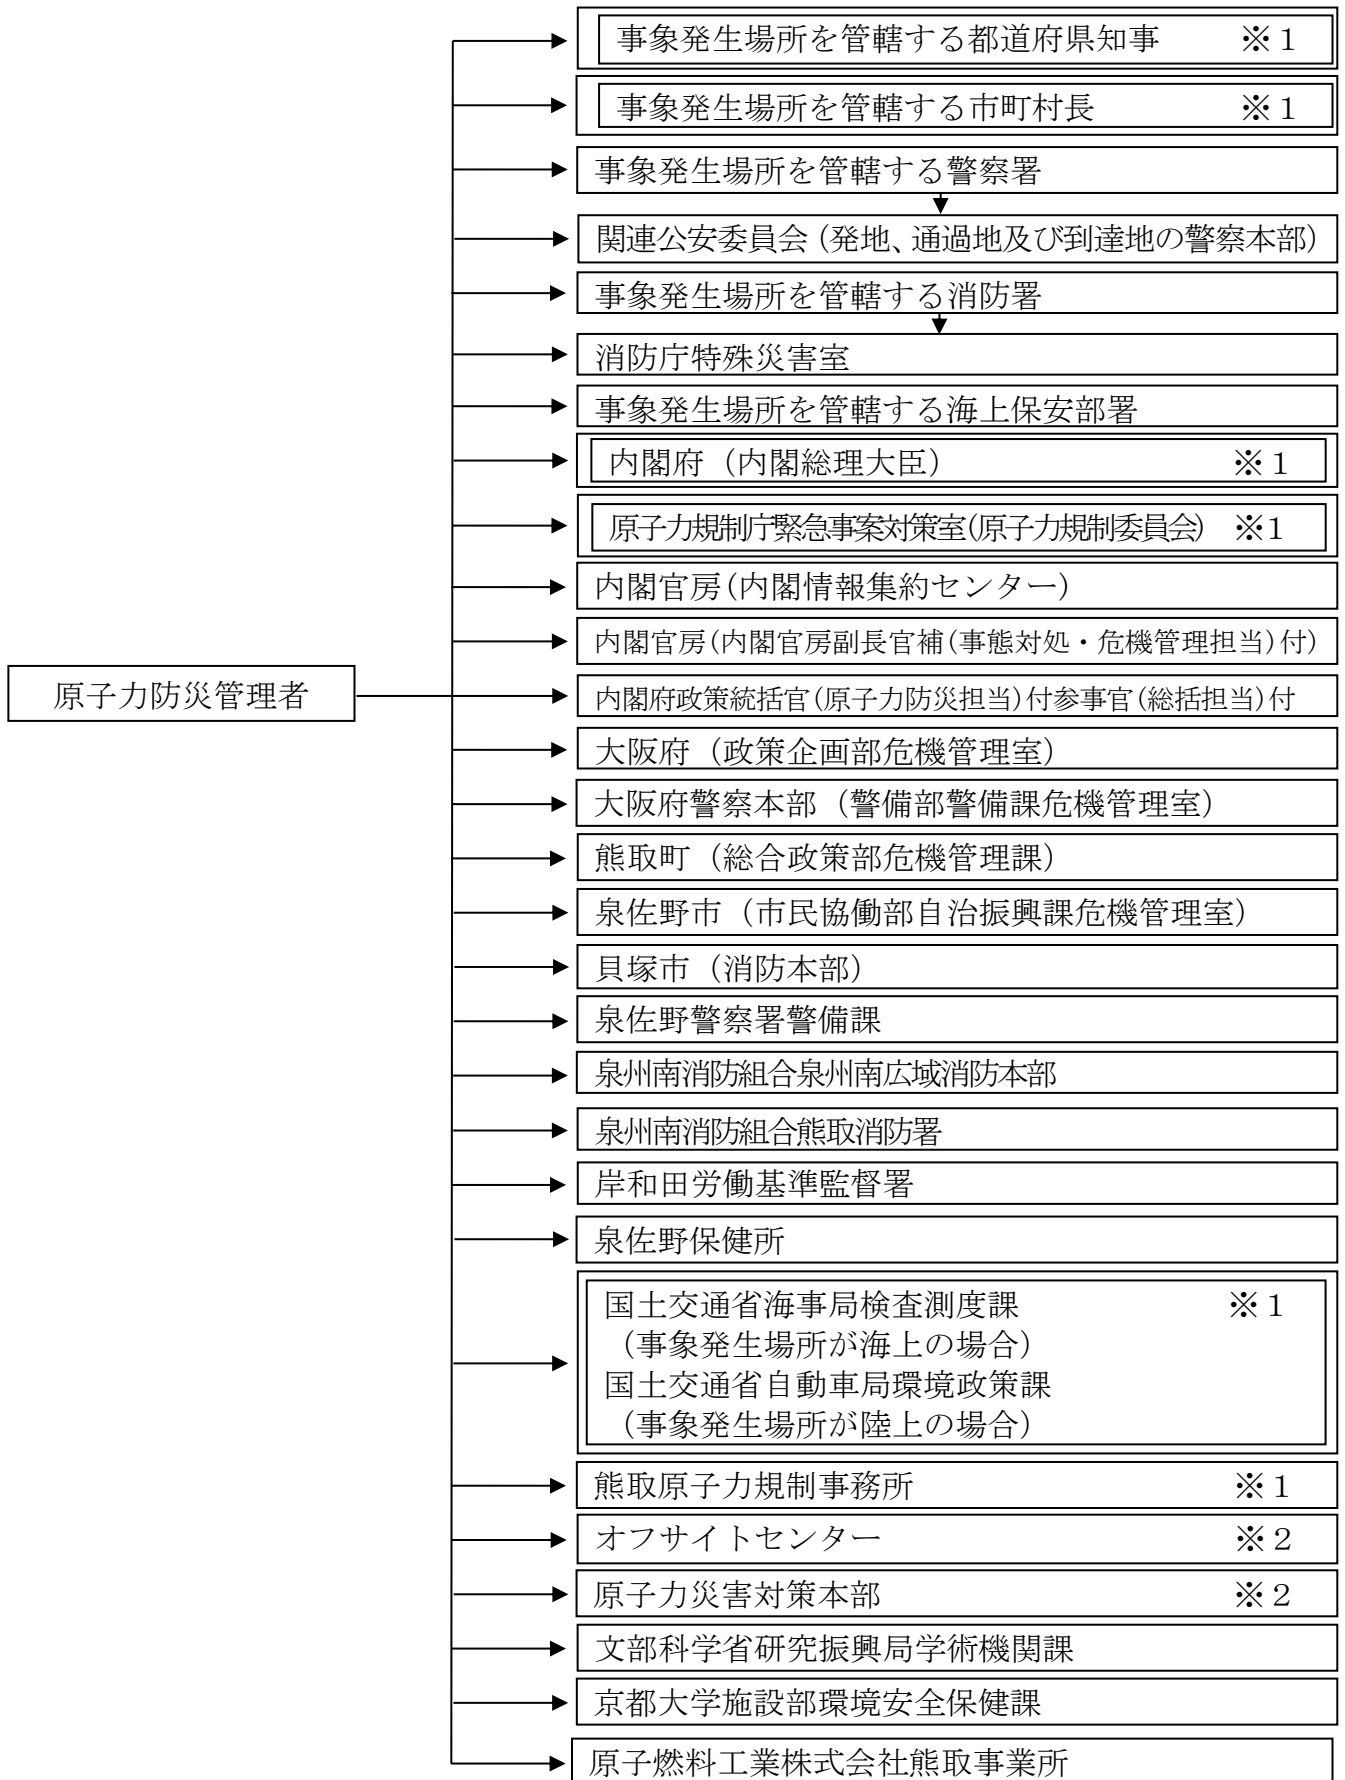 事象発生場所を管轄する都道府県知事 ※１
事象発生場所を管轄する市町村長 ※１
事象発生場所を管轄する警察署
関連公安委員会（発地、通過地及び到達地の警察本部）
事象発生場所を管轄する消防署
消防庁特殊災害室
事象発生場所を管轄する海上保安部署
内閣府（内閣総理大臣） ※１
原子力規制庁緊急事案対策室(原子力規制委員会) ※1
内閣官房(内閣情報集約センター)
内閣官房(内閣官房副長官補(事態対処・危機管理担当)付)
原子力防災管理者
内閣府政策統括官(原子力防災担当)付参事官(総括担当)付
大阪府（政策企画部危機管理室）
大阪府警察本部（警備部警備課危機管理室）
熊取町（総合政策部危機管理課）
泉佐野市（市民協働部自治振興課危機管理室）
貝塚市（消防本部）
泉佐野警察署警備課
泉州南消防組合泉州南広域消防本部
泉州南消防組合熊取消防署
岸和田労働基準監督署
泉佐野保健所
国土交通省海事局検査測度課 ※１
（事象発生場所が海上の場合）
国土交通省自動車局環境政策課
（事象発生場所が陸上の場合）
熊取原子力規制事務所 ※１
オフサイトセンター ※２
原子力災害対策本部 ※２
文部科学省研究振興局学術機関課
京都大学施設部環境安全保健課
原子燃料工業株式会社熊取事業所